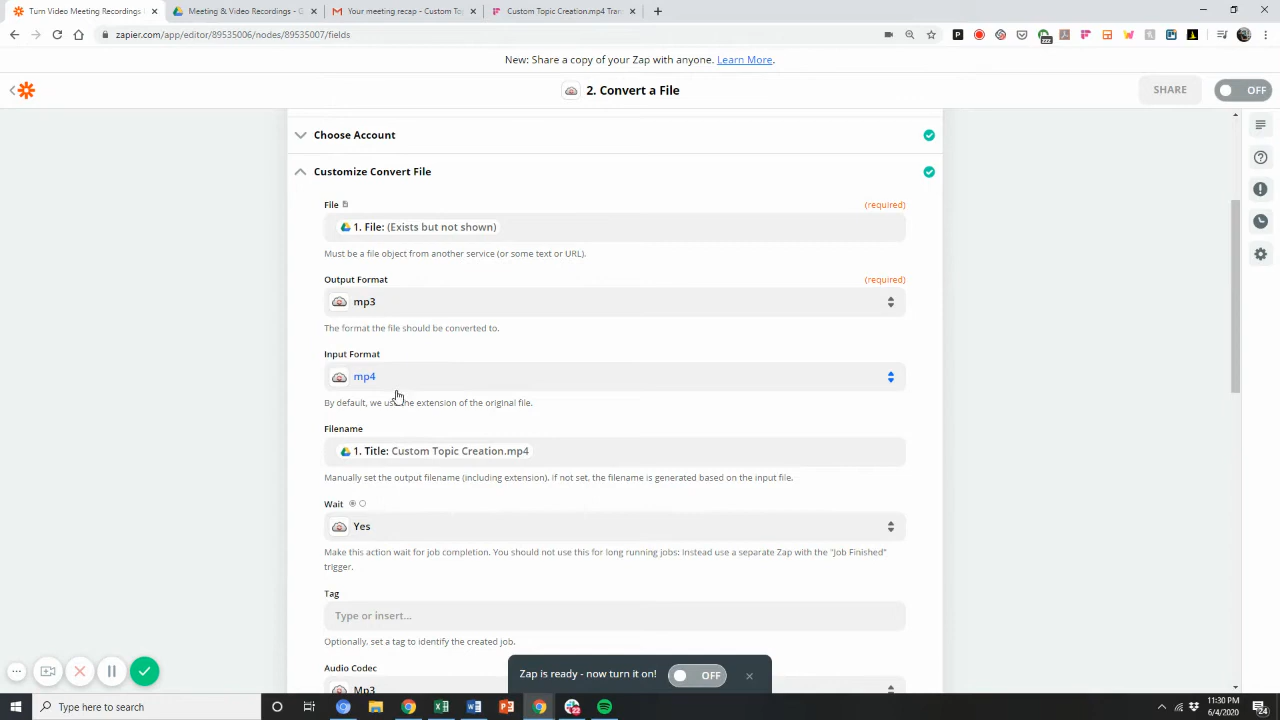 Turn Video Meeting Recordings
Meeting & Video Recordings - G
Your meeting recap - Custom To
Custom Topic Creation.mp4 Tran
zapier.com/app/editor/89535006/nodes/89535007/fields
New: Share a copy of your Zap with anyone. Learn More.
2. Convert a File
SHARE
OFF
Choose Account
Customize Convert File
File
(required)
1. File: (Exists but not shown)
Must be a file object from another service (or some text or URL).
Output Format
(required)
mp3
The format the file should be converted to.
Input Format
mp4
By default, we use the extension of the original file.
Filename
1. Title: Custom Topic Creation.mp4
Manually set the output filename (including extension), if not set, the filename is generated based on the input file.
Wait
Yes
Make this action wait for job completion. You should not use this for long running jobs: Instead use a separate Zap with the "Job Finished"
trigger.
Tag
Type or insert...
Optionally, set a tag to identify the created job.
Audio Codec
Mp3
Zap is ready - now turn it on!
OFF
Type here to search
11:30 PM
6/4/2020